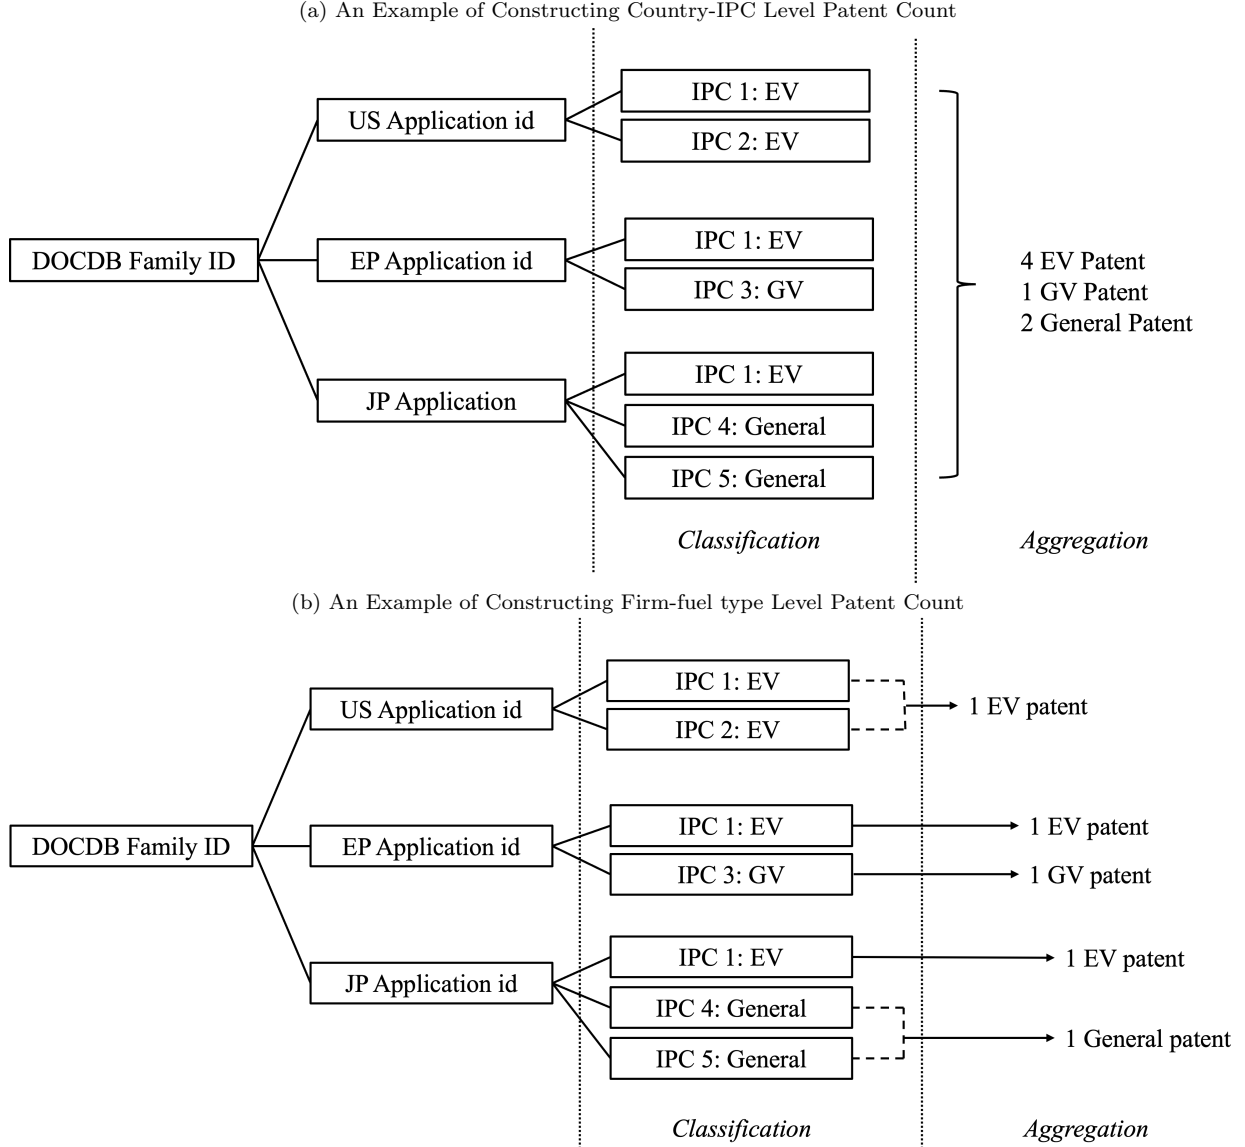 (a) An Example of Constructing Country-IPC Level Patent Count
IPC 1: EV
US Application id
IPC 2: EV
IPC 1: EV
DOCDB Family ID
EP Application id
IPC 3: GV
4 EV Patent
1 GV Patent
2 General Patent
IPC 1: EV
JP Application
IPC 4: General
IPC 5: General
Classification
Aggregation
(b) An Example of Constructing Firm-fuel type Level Patent Count
IPC 1: EV
US Application id
IPC 2: EV
1 EV patent
IPC 1: EV
1 EV patent
DOCDB Family ID
EP Application id
IPC 3: GV
1 GV patent
IPC 1: EV
1 EV patent
JP Application id
IPC 4: General
IPC 5: General
1 General patent
Classification
Aggregation